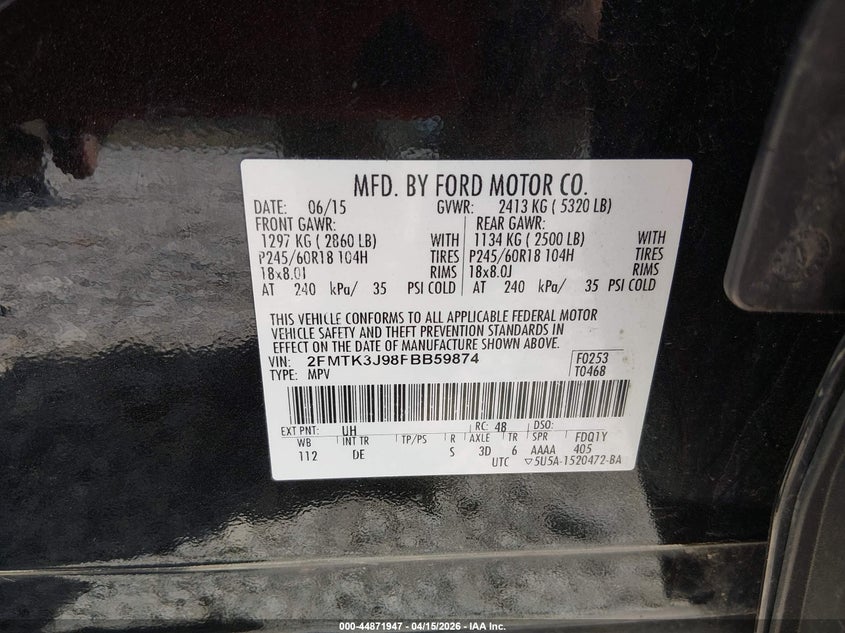 MFD. BY FORD MOTOR CO.
DATE: 06/15 GVWR: 2413 KG ( 5320 LB)
FRONT GAWR: REAR GAWR:
1297 KG ( 2860 LB) WITH 1134 KG ( 2500 LB) WITH
P245/60R18 104H TIRES P245/60R18 104H TIRES
18x8.0J RIMS 18x8.0J RIMS
AT 240 kPa/ 35 PSI COLD AT 240 kPa/ 35 PSI COLD
THIS VEHICLE CONFORMS TO ALL APPLICABLE FEDERAL MOTOR
VEHICLE SAFETY AND THEFT PREVENTION STANDARDS IN
EFFECT ON THE DATE OF MANUFACTURE SHOWN ABOVE.
VIN: 2FMTK3J98FBB59874 F0253
TYPE: MPV T0468
EXT PNT: UH RC: 48 DSO:
WB INT TR TP/PS R AXLE TR SPR FDQ1Y
112 DE S 3D 6 AAAA 405
UTC ▽5U5A-1520472-BA
000-44871947 - 04/15/2026 - IAA Inc.